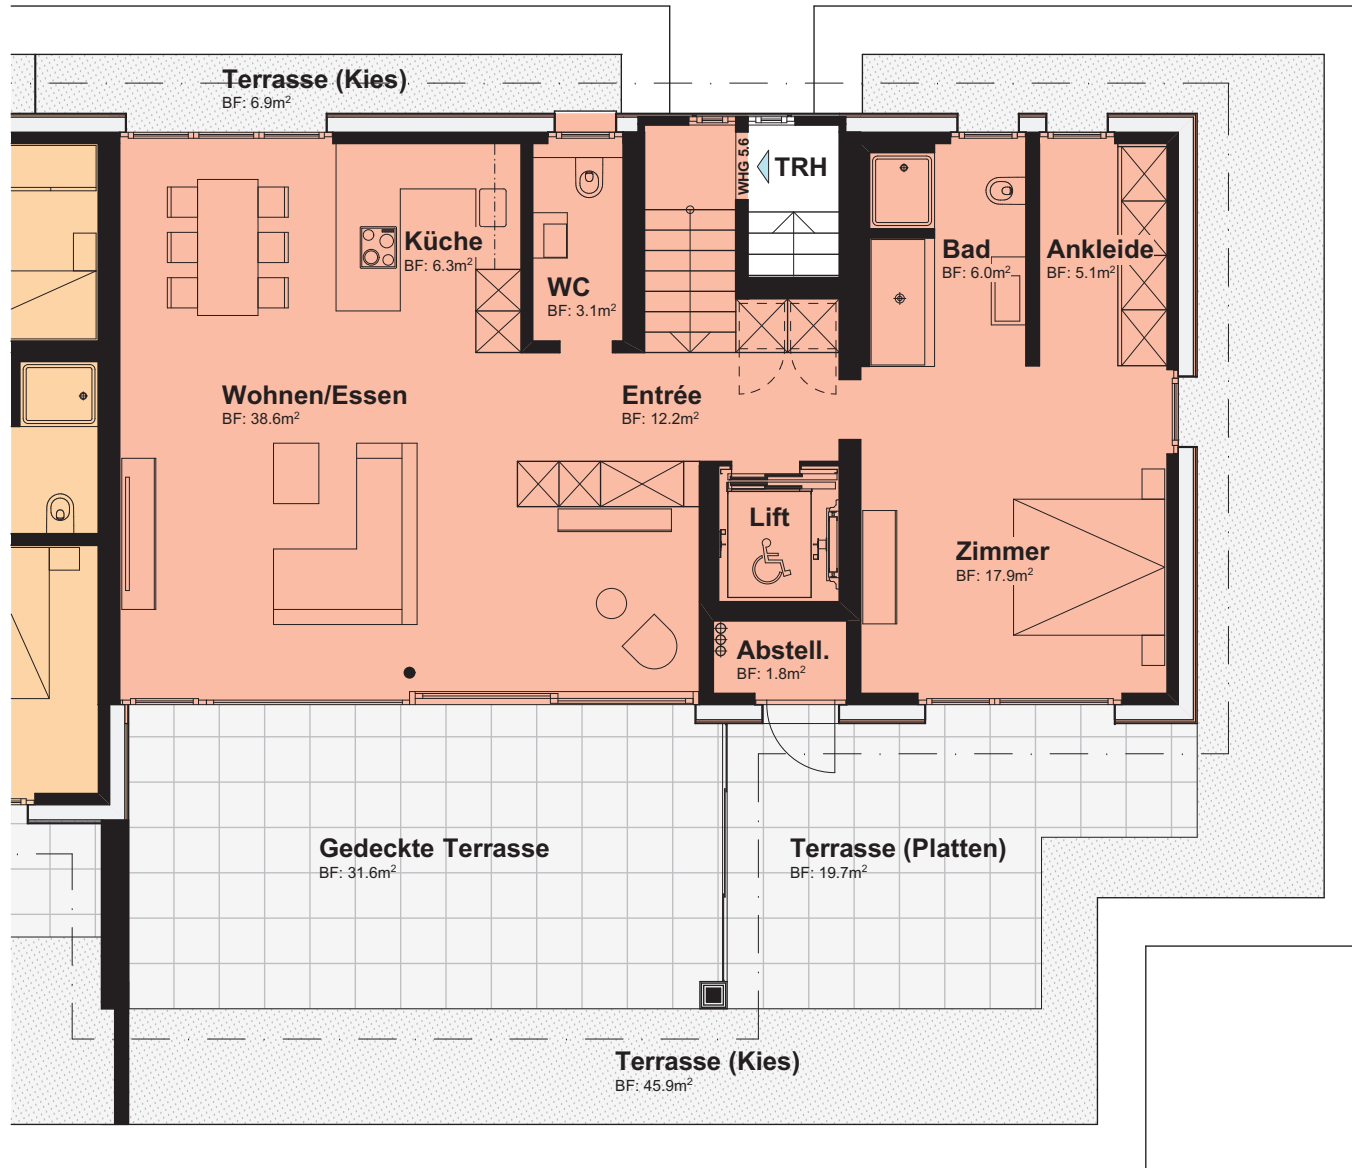 Terrasse (Kies)
BF: 6.9m²
WHG 5.6
TRH
Küche
BF: 6.3m²
WC
BF: 3.1m²
Bad
BF: 6.0m²
Ankleide
BF: 5.1m²
Wohnen/Essen
BF: 38.6m²
Entrée
BF: 12.2m²
Lift
Zimmer
BF: 17.9m²
Abstell.
BF: 1.8m²
Gedeckte Terrasse
BF: 31.6m²
Terrasse (Platten)
BF: 19.7m²
Terrasse (Kies)
BF: 45.9m²